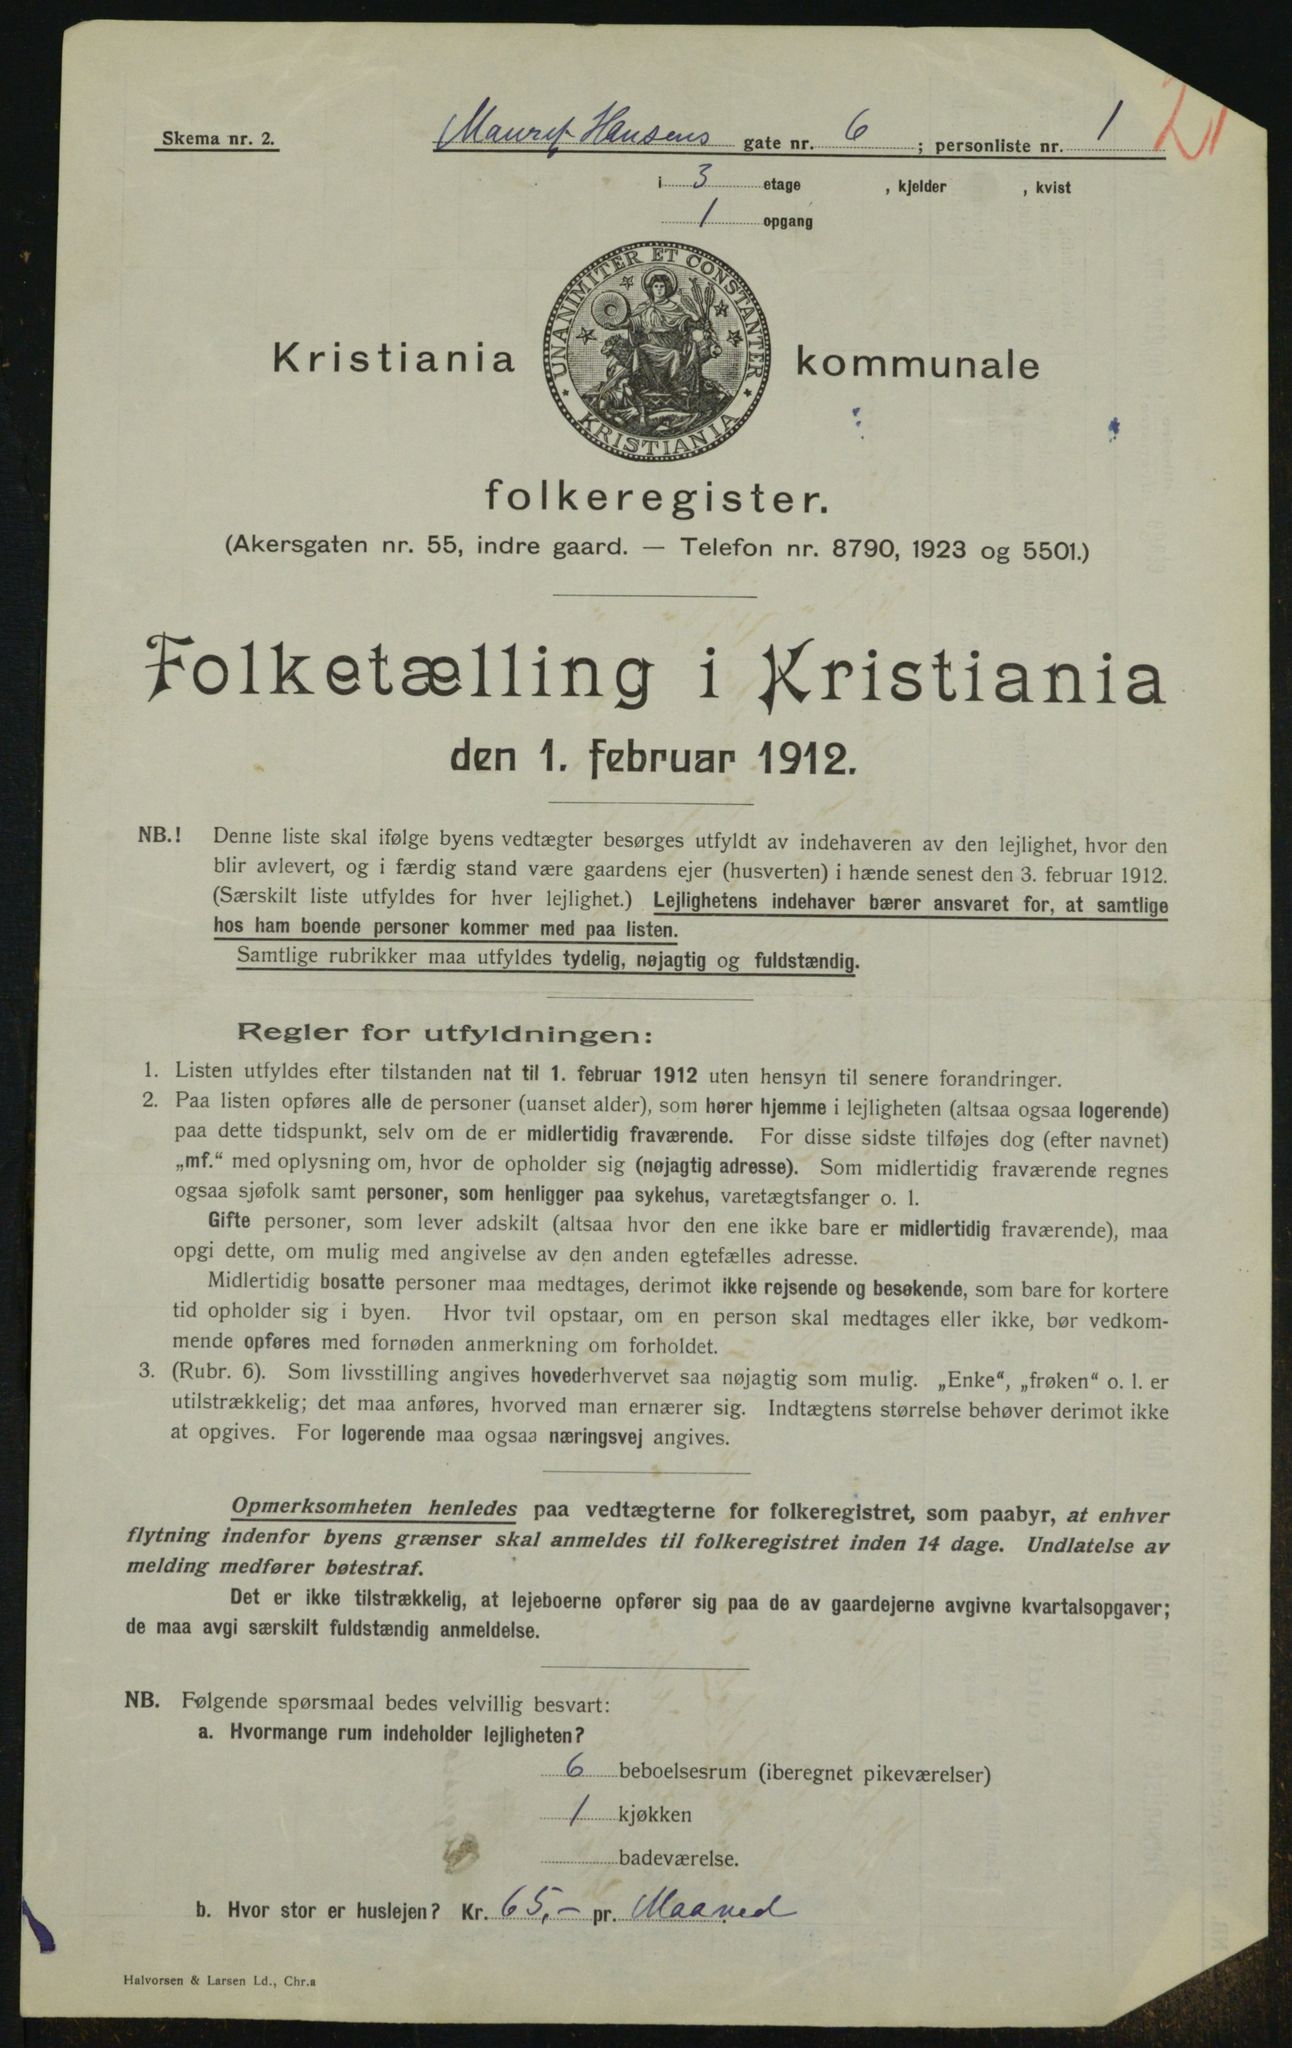 21
Skema nr. 2.
Hansens gate nr. 6 ; personliste nr. 1
i 3 etage , kjelder , kvist
1 opgang
UNANIMITER ET CONSTANTER
KRISTIANIA
Kristiania kommunale
folkeregister.
(Akersgaten nr. 55, indre gaard. — Telefon nr. 8790, 1923 og 5501.)
Folketælling i Kristiania
den 1. februar 1912.
NB.! Denne liste skal ifølge byens vedtægter besørges utfyldt av indehaveren av den lejlighet, hvor den
blir avlevert, og i færdig stand være gaardens ejer (husverten) i hænde senest den 3. februar 1912.
(Særskilt liste utfyldes for hver lejlighet.) Lejlighetens indehaver bærer ansvaret for, at samtlige
hos ham boende personer kommer med paa listen.
Samtlige rubrikker maa utfyldes tydelig, nøjagtig og fuldstændig.
Regler for utfyldningen:
1. Listen utfyldes efter tilstanden nat til 1. februar 1912 uten hensyn til senere forandringer.
2. Paa listen opføres alle de personer (uanset alder), som hører hjemme i lejligheten (altsaa ogsaa logerende)
paa dette tidspunkt, selv om de er midlertidig fraværende. For disse sidste tilføjes dog (efter navnet)
„mf.“ med oplysning om, hvor de opholder sig (nøjagtig adresse). Som midlertidig fraværende regnes
ogsaa sjøfolk samt personer, som henligger paa sykehus, varetægtsfanger o. l.
Gifte personer, som lever adskilt (altsaa hvor den ene ikke bare er midlertidig fraværende), maa
opgi dette, om mulig med angivelse av den anden egtefælles adresse.
Midlertidig bosatte personer maa medtages, derimot ikke rejsende og besøkende, som bare for kortere
tid opholder sig i byen. Hvor tvil opstaar, om en person skal medtages eller ikke, bør vedkom-
mende opføres med fornøden anmerkning om forholdet.
3. (Rubr. 6). Som livsstilling angives hovederhvervet saa nøjagtig som mulig. „Enke“, „frøken“ o. l. er
utilstrækkelig; det maa anføres, hvorved man ernærer sig. Indtægtens størrelse behøver derimot ikke
at opgives. For logerende maa ogsaa næringsvej angives.
Opmerksomheten henledes paa vedtægterne for folkeregistret, som paabyr, at enhver
flytning indenfor byens grænser skal anmeldes til folkeregistret inden 14 dage. Undlatelse av
melding medfører bøtestraf.
Det er ikke tilstrækkelig, at lejeboerne opfører sig paa de av gaardejerne avgivne kvartalsopgaver;
de maa avgi særskilt fuldstændig anmeldelse.
NB. Følgende spørsmaal bedes velvillig besvart:
a. Hvormange rum indeholder lejligheten?
6 beboelsesrum (iberegnet pikeværelser)
1 kjøkken
badeværelse.
b. Hvor stor er huslejen? Kr. 65,- pr. Maaned
Halvorsen & Larsen Ld., Chr.a